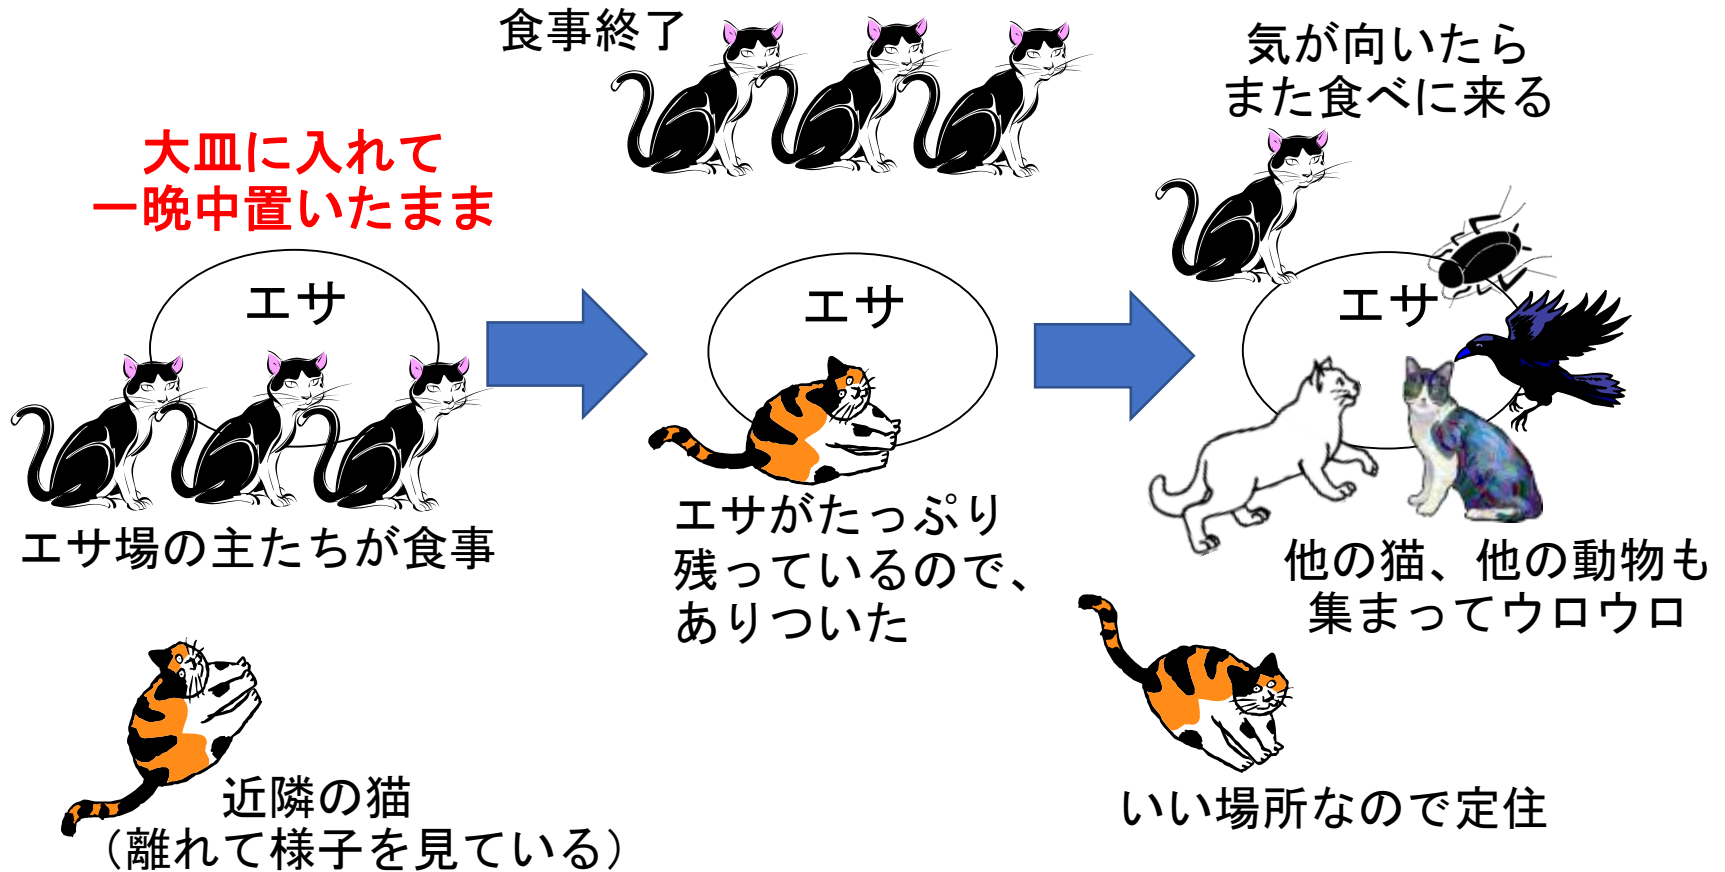 大皿に入れて
一晩中置いたまま
エサ
エサ場の主たちが食事
近隣の猫
（離れて様子を見ている）
食事終了
エサ
エサがたっぷり
残っているので、
ありついた
気が向いたら
また食べに来る
エサ
他の猫、他の動物も
集まってウロウロ
いい場所なので定住